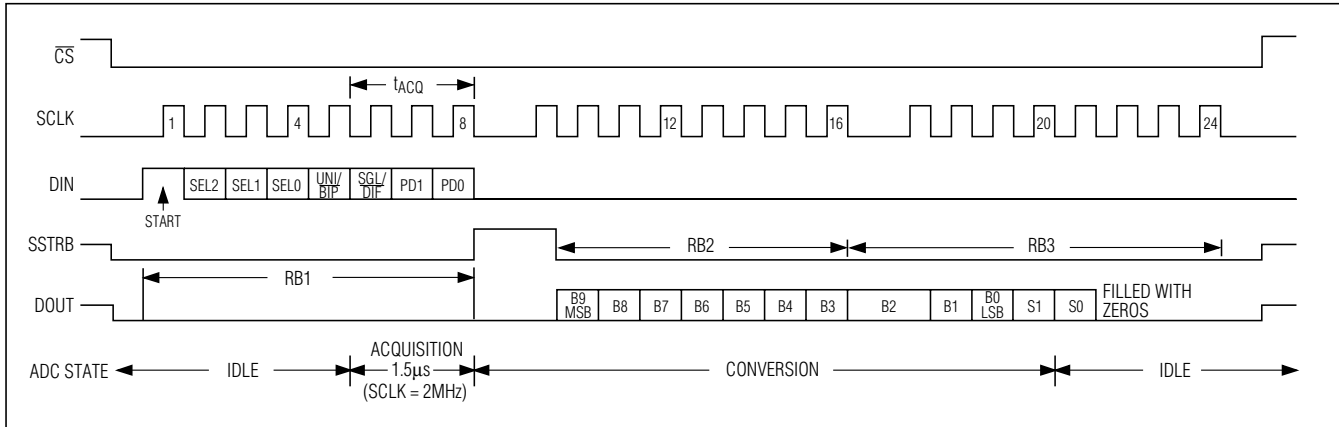 CS
tACQ
SCLK 1 4 8 12 16 20 24
DIN SEL2 SEL1 SEL0 UNI/ BIP SGL/ DIF PD1 PD0
START
SSTRB RB2 RB3
RB1
DOUT B9 MSB B8 B7 B6 B5 B4 B3 B2 B1 B0 LSB S1 S0 FILLED WITH ZEROS
ADC STATE IDLE ACQUISITION 1.5µs (SCLK = 2MHz) CONVERSION IDLE